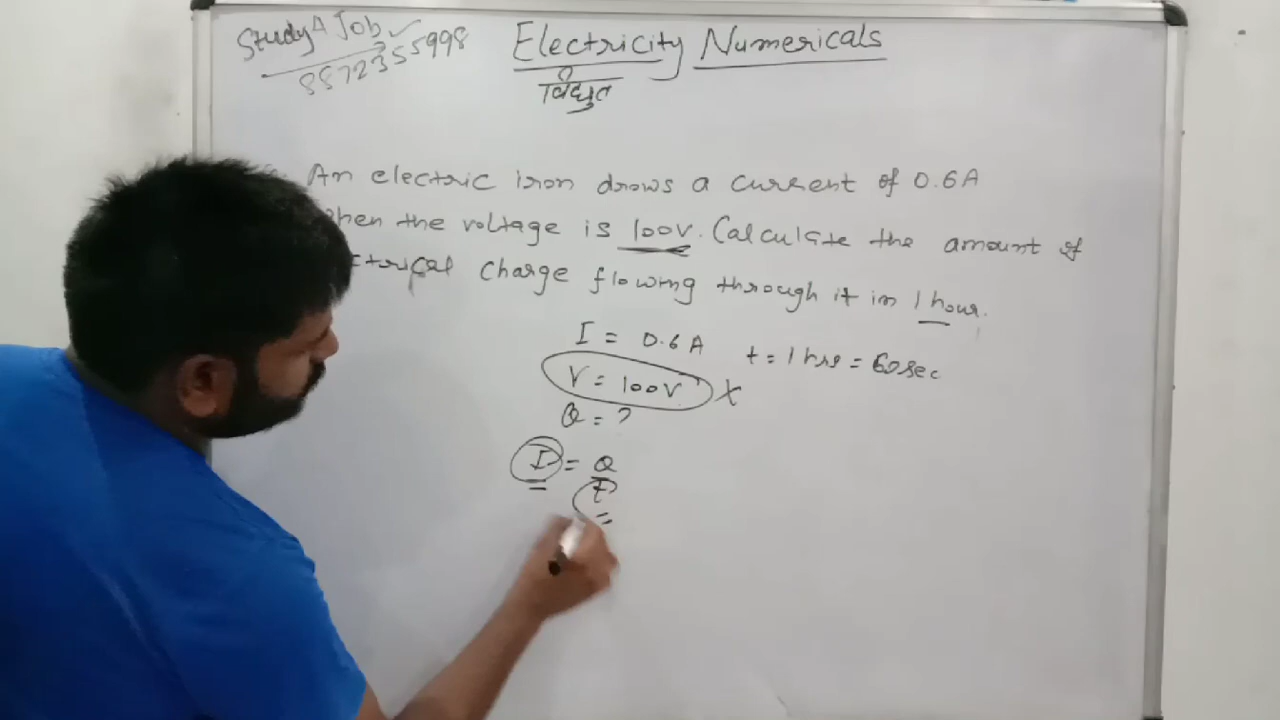 Study4Job
8872355998
Electricity Numericals
विद्युत
An electric iron draws a current of 0.6A
when the voltage is 100V. Calculate the amount of
charge flowing through it in 1 hour.
I = 0.6 A
t = 1 hrs = 60sec
V = 100V X
Q = ?
I = Q
t